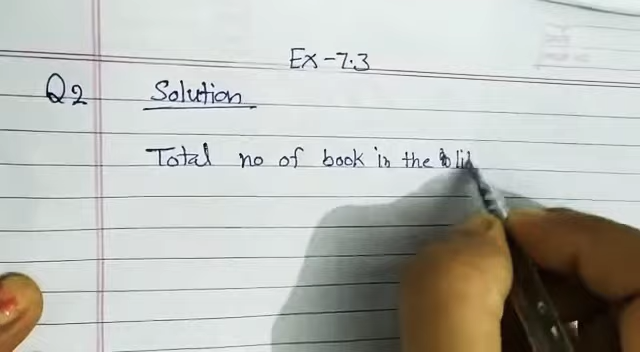 Ex-7.3
Q2 Solution
Total no of book in the